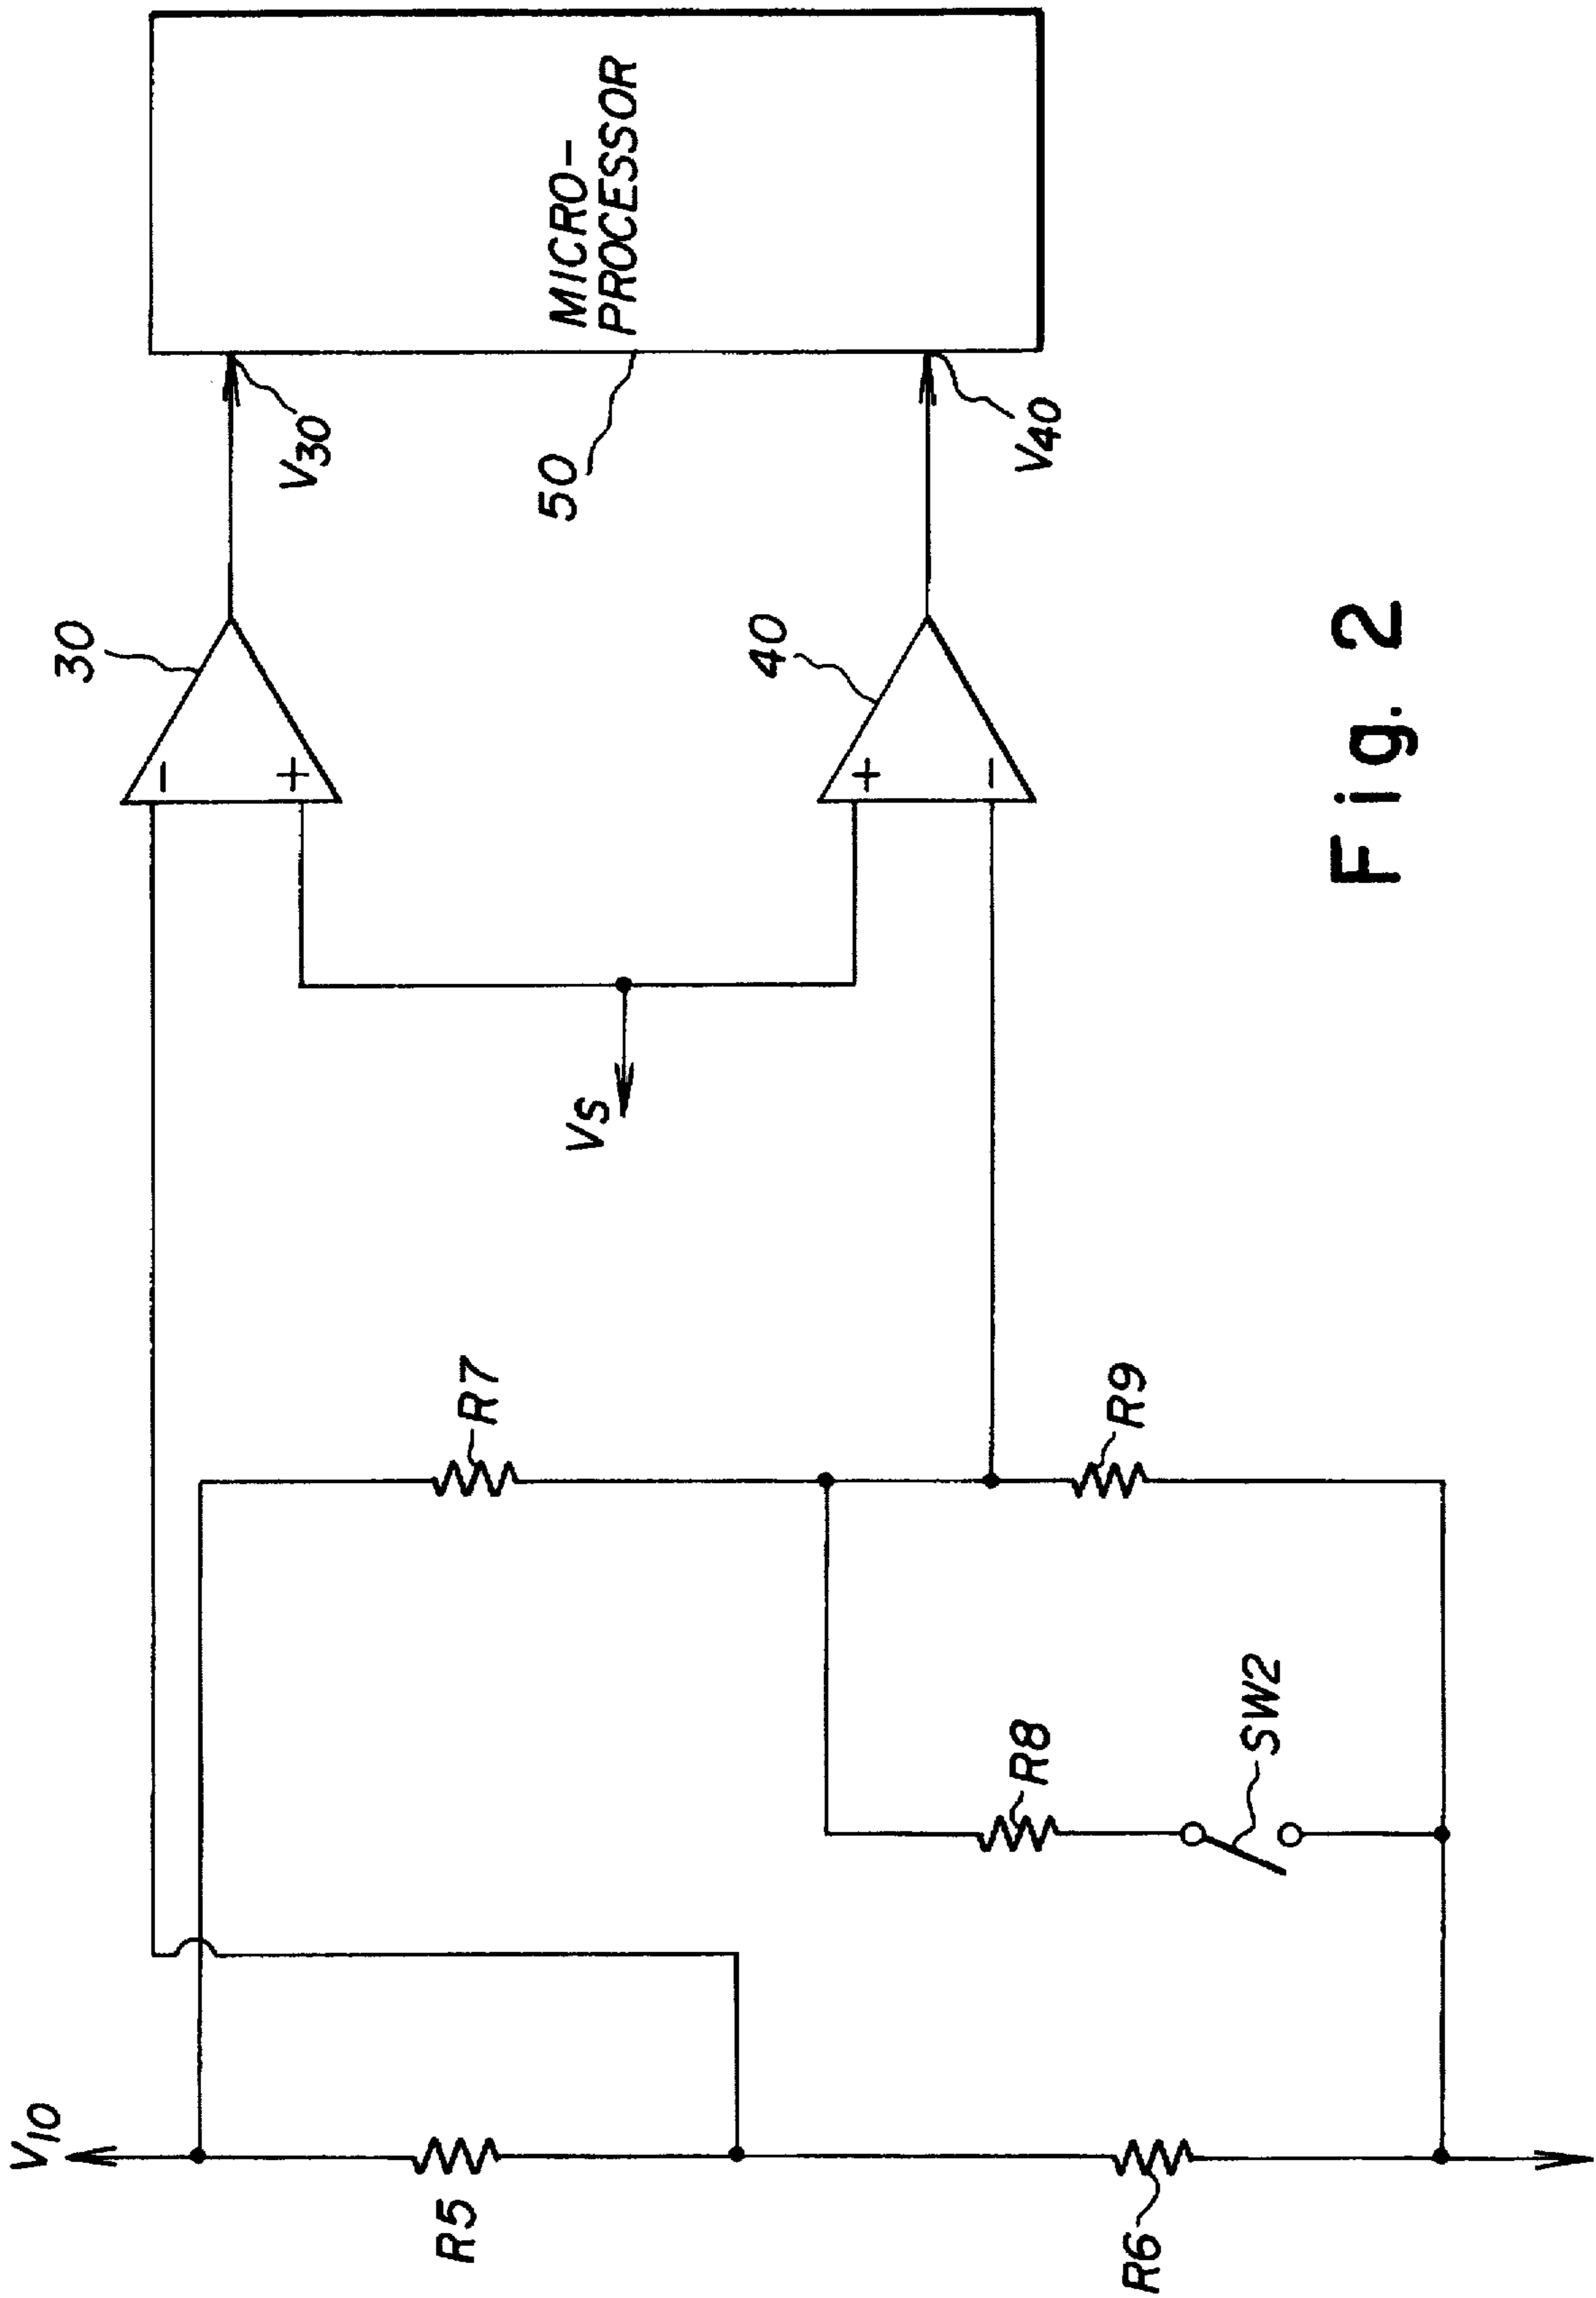 V10
R5
R6
R7
R8
SW2
R9
VS
30
-
+
40
+
-
V30
50
V40
MICRO-
PROCESSOR
Fig. 2